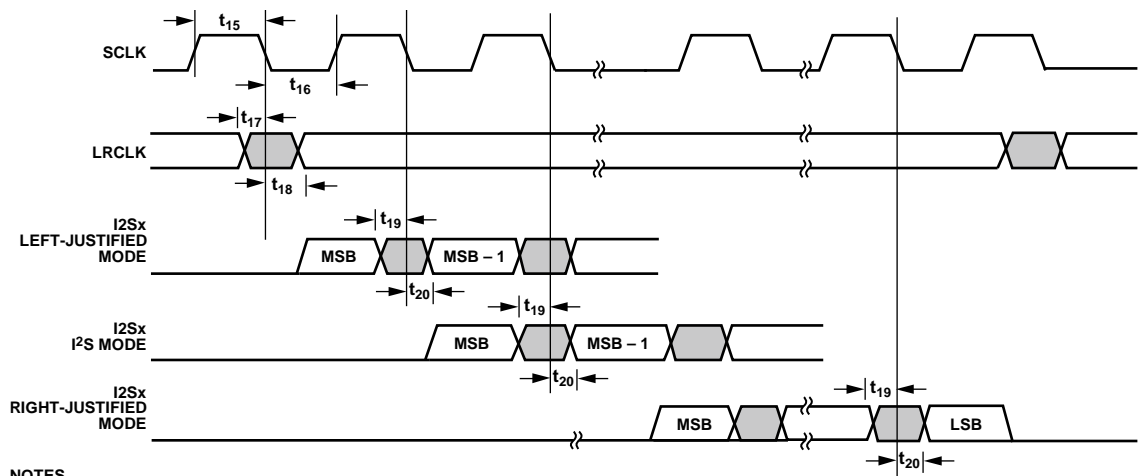 t15
SCLK
t16
t17
LRCLK
t18
I2Sx
LEFT-JUSTIFIED
MODE
t19
MSB
MSB – 1
t20
I2Sx
I2S MODE
t19
MSB
MSB – 1
t20
I2Sx
RIGHT-JUSTIFIED
MODE
t19
MSB
LSB
t20
NOTES